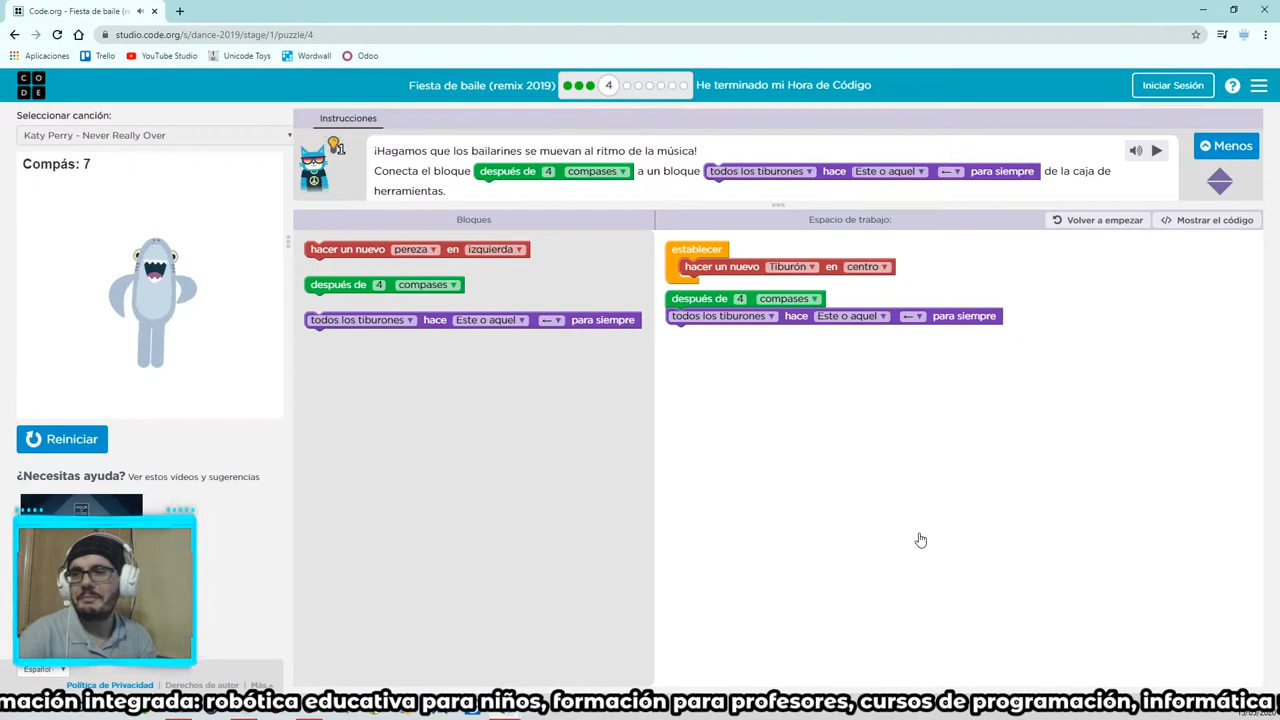 Code.org - Fiesta de baile (re
studio.code.org/s/dance-2019/stage/1/puzzle/4
Aplicaciones Trello YouTube Studio Unicode Toys Wordwall Odoo
CODE
Fiesta de baile (remix 2019) 4 He terminado mi Hora de Código Iniciar Sesión ?
Seleccionar canción:
Katy Perry - Never Really Over
Compás: 7
Reiniciar
¿Necesitas ayuda? Ver estos vídeos y sugerencias
Español
Política de Privacidad Derechos de autor Más
Instrucciones
1
¡Hagamos que los bailarines se muevan al ritmo de la música!
Conecta el bloque después de 4 compases a un bloque todos los tiburones hace Este o aquel ← para siempre de la caja de
herramientas.
Menos
Bloques
hacer un nuevo pereza en izquierda
después de 4 compases
todos los tiburones hace Este o aquel ← para siempre
Espacio de trabajo: Volver a empezar </> Mostrar el código
establecer
hacer un nuevo Tiburón en centro
después de 4 compases
todos los tiburones hace Este o aquel ← para siempre
mación integrada: robótica educativa para niños, formación para profesores, cursos de programación, informática